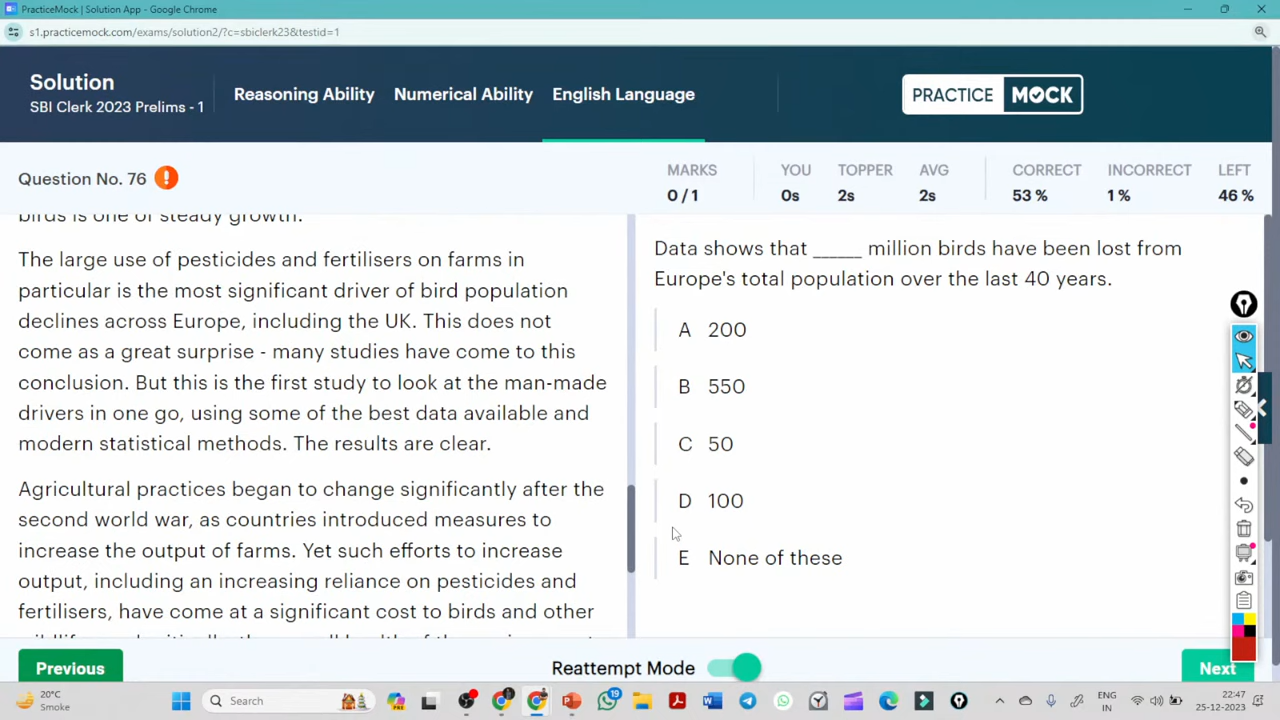 PracticeMock | Solution App - Google Chrome
s1.practicemock.com/exams/solution2/?c=sbiclerk23&testid=1
Solution
SBI Clerk 2023 Prelims - 1
Reasoning Ability
Numerical Ability
English Language
PRACTICE MOCK
Question No. 76
MARKS
0 / 1
YOU
0s
TOPPER
2s
AVG
2s
CORRECT
53 %
INCORRECT
1 %
LEFT
46 %
birds is one of steady growth.
The large use of pesticides and fertilisers on farms in
particular is the most significant driver of bird population
declines across Europe, including the UK. This does not
come as a great surprise - many studies have come to this
conclusion. But this is the first study to look at the man-made
drivers in one go, using some of the best data available and
modern statistical methods. The results are clear.
Agricultural practices began to change significantly after the
second world war, as countries introduced measures to
increase the output of farms. Yet such efforts to increase
output, including an increasing reliance on pesticides and
fertilisers, have come at a significant cost to birds and other
Data shows that ______ million birds have been lost from
Europe's total population over the last 40 years.
A 200
B 550
C 50
D 100
E None of these
Previous
Reattempt Mode
Next
20°C
Smoke
Search
19
ENG
IN
22:47
25-12-2023